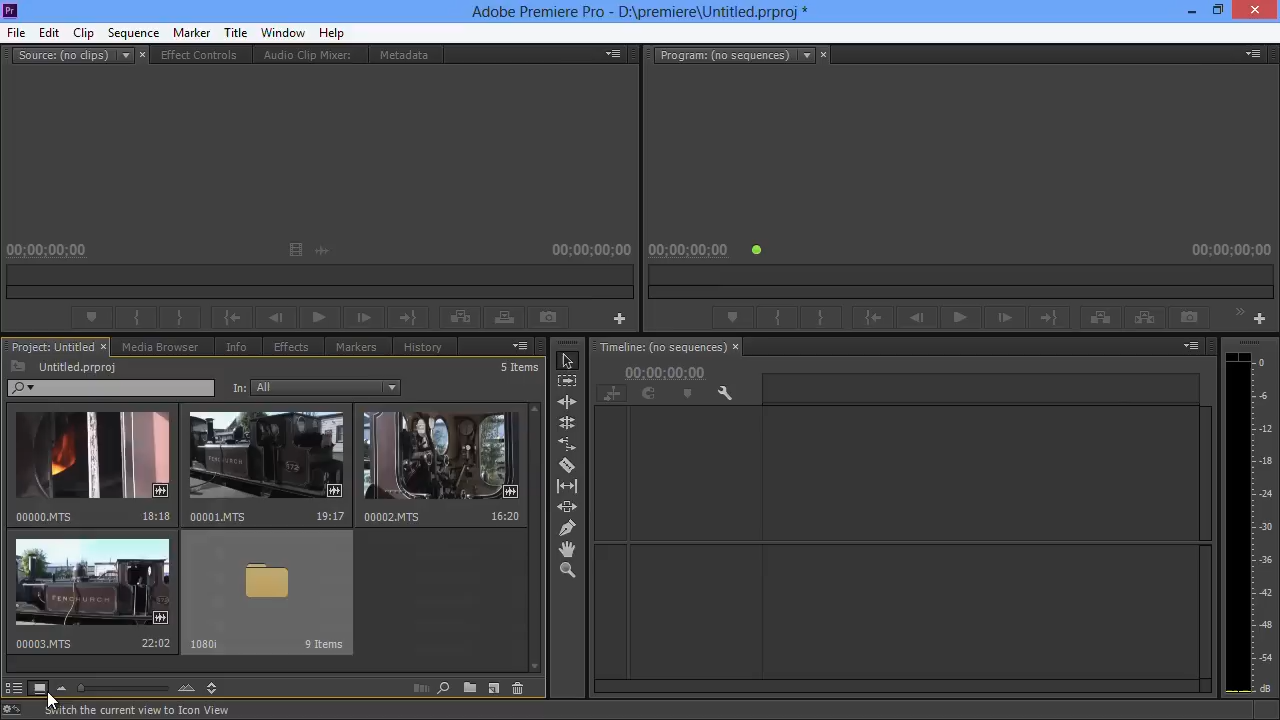 Pr Adobe Premiere Pro - D:\premiere\Untitled.prproj *
File Edit Clip Sequence Marker Title Window Help
Source: (no clips) Effect Controls Audio Clip Mixer: Metadata
Program: (no sequences)
00;00;00;00 00;00;00;00
00;00;00;00 00;00;00;00
Project: Untitled Media Browser Info Effects Markers History
Untitled.prproj 5 Items
In: All
FENCHURCH
672
00000.MTS 18:18
00001.MTS 19:17
00002.MTS 16:20
FENCHURCH
00003.MTS 22:02
1080i 9 Items
Switch the current view to Icon View
Timeline: (no sequences)
00;00;00;00
0
-6
-12
-18
-24
-30
-36
-42
-48
-54
dB